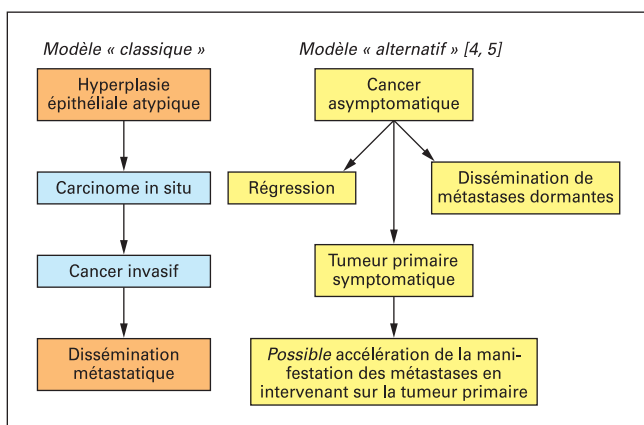 Modèle « classique »
Hyperplasie
épithéliale atypique
Carcinome in situ
Cancer invasif
Dissémination
métastatique
Modèle « alternatif » [4, 5]
Cancer
asymptomatique
Régression
Dissémination de
métastases dormantes
Tumeur primaire
symptomatique
Possible accélération de la mani-
festation des métastases en
intervenant sur la tumeur primaire